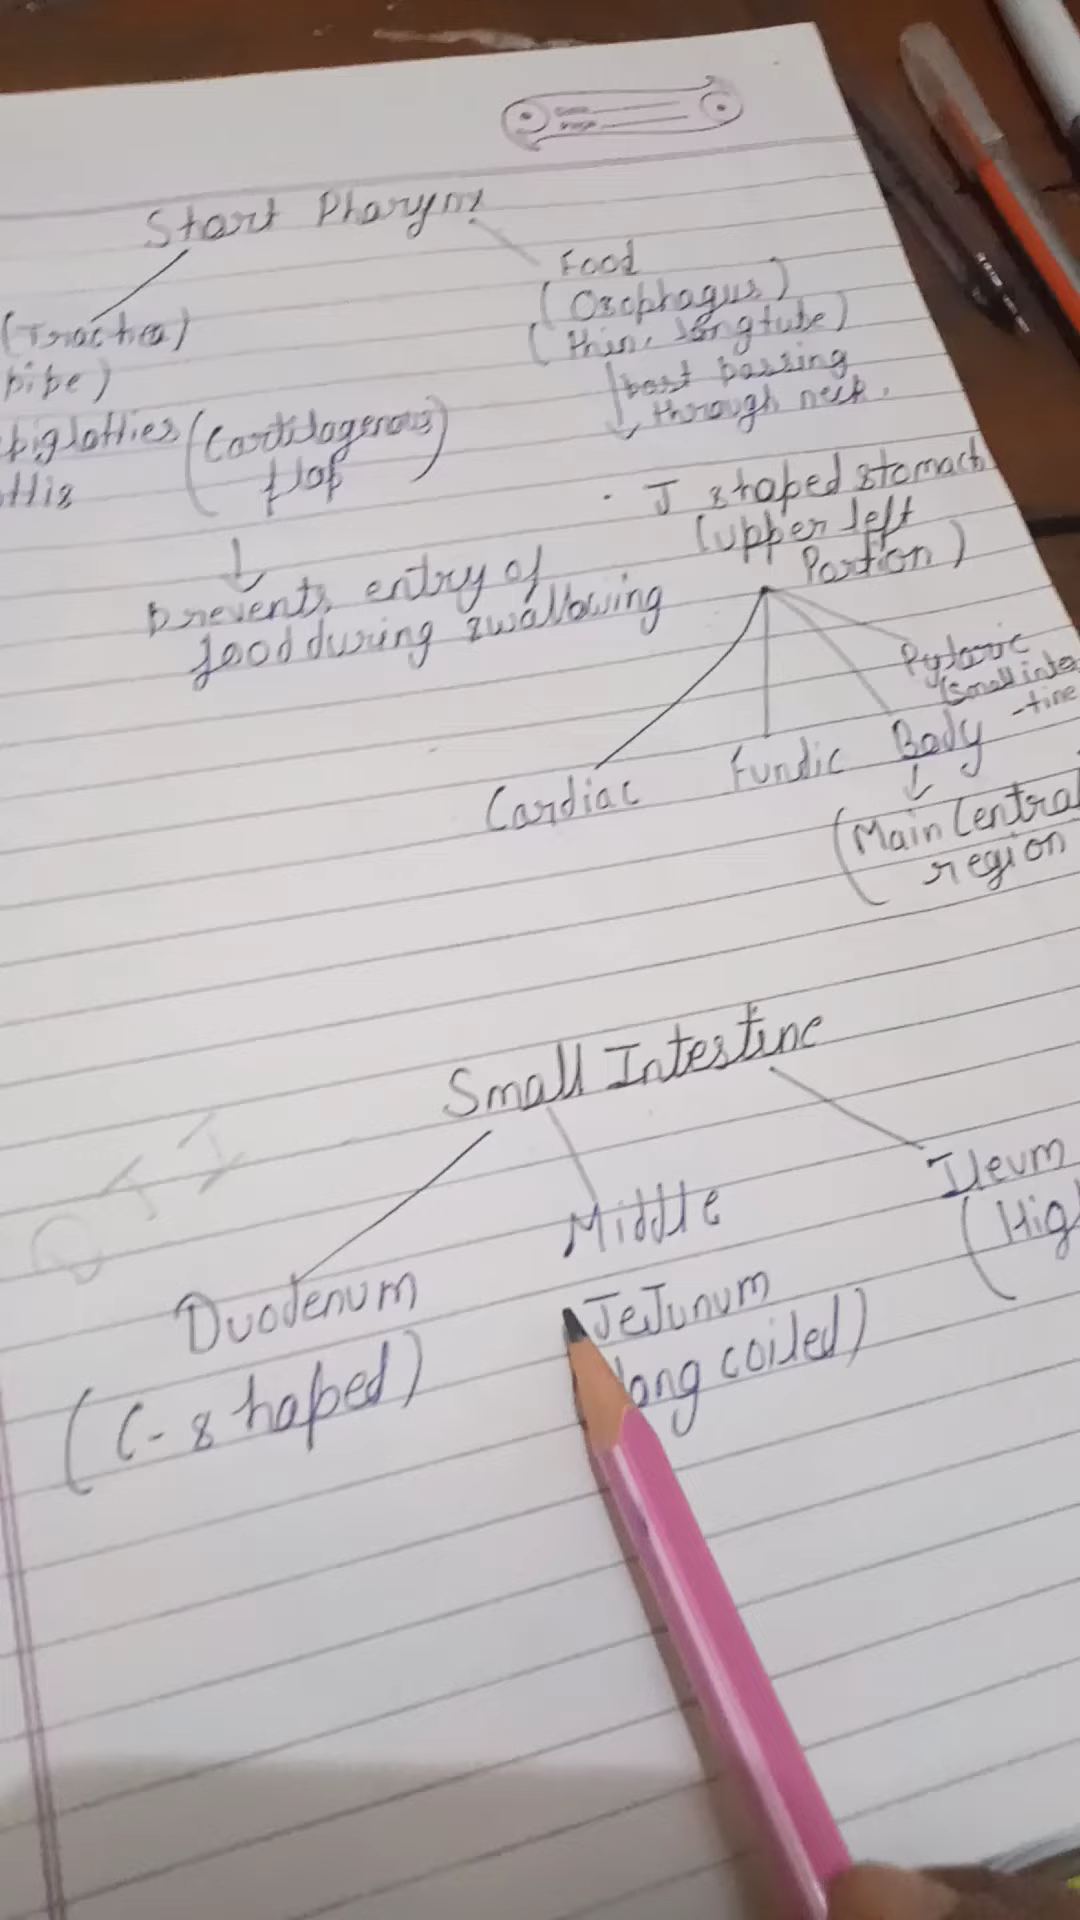 Start Pharynx
Food
(Trachea)
(Oesophagus)
pipe)
(thin, long tube)
(Cartilagenous
flap)
past passing
through neck.
Prevents entry of
food during swallowing
J shaped stomach
(upper left
Portion)
Cardiac
Fundic
Body
Pyloric
(small intes
-tine
(Main Central
region
Small Intestine
Duodenum
(C-shaped)
Middle
JeJunum
long coiled)
Ileum
(Hig